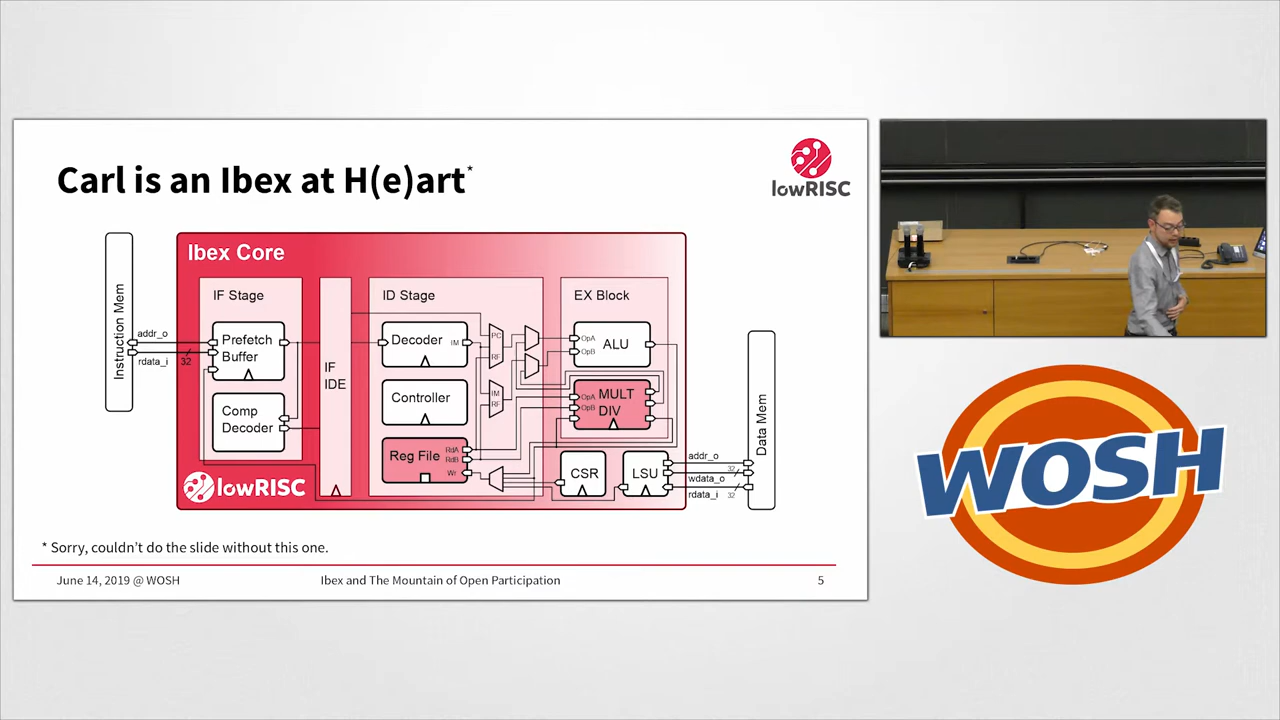 Carl is an Ibex at H(e)art*
lowRISC
Ibex Core
Instruction Mem
addr_o
rdata_i
32
IF Stage
Prefetch
Buffer
Comp
Decoder
IF
IDE
ID Stage
Decoder
IM
Controller
Reg File
RdA
RdB
Wr
PC
RF
IM
RF
EX Block
OpA
OpB
ALU
OpA
OpB
MULT
DIV
CSR
LSU
addr_o
32
wdata_o
rdata_i
32
Data Mem
lowRISC
* Sorry, couldn't do the slide without this one.
June 14, 2019 @ WOSH
Ibex and The Mountain of Open Participation
5
WOSH